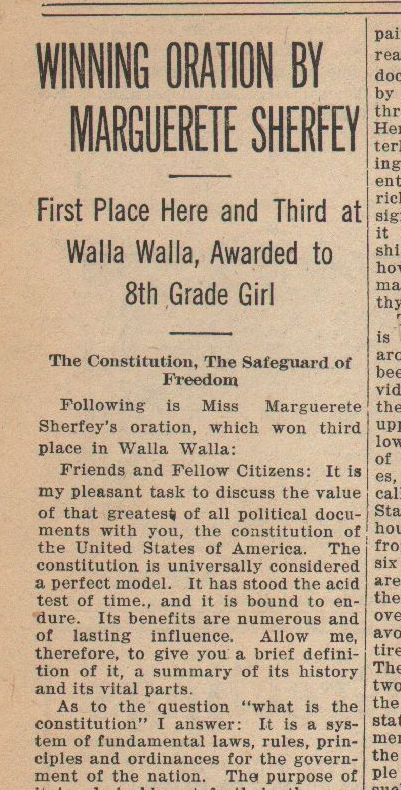 WINNING ORATION BY
MARGUERETE SHERFEY
First Place Here and Third at
Walla Walla, Awarded to
8th Grade Girl
The Constitution, The Safeguard of
Freedom
Following is Miss Marguerete
Sherfey's oration, which won third
place in Walla Walla:
Friends and Fellow Citizens: It is
my pleasant task to discuss the value
of that greatest of all political docu-
ments with you, the constitution of
the United States of America. The
constitution is universally considered
a perfect model. It has stood the acid
test of time., and it is bound to en-
dure. Its benefits are numerous and
of lasting influence. Allow me,
therefore, to give you a brief defini-
tion of it, a summary of its history
and its vital parts.
As to the question "what is the
constitution" I answer: It is a sys-
tem of fundamental laws, rules, prin-
ciples and ordinances for the govern-
ment of the nation. The purpose of